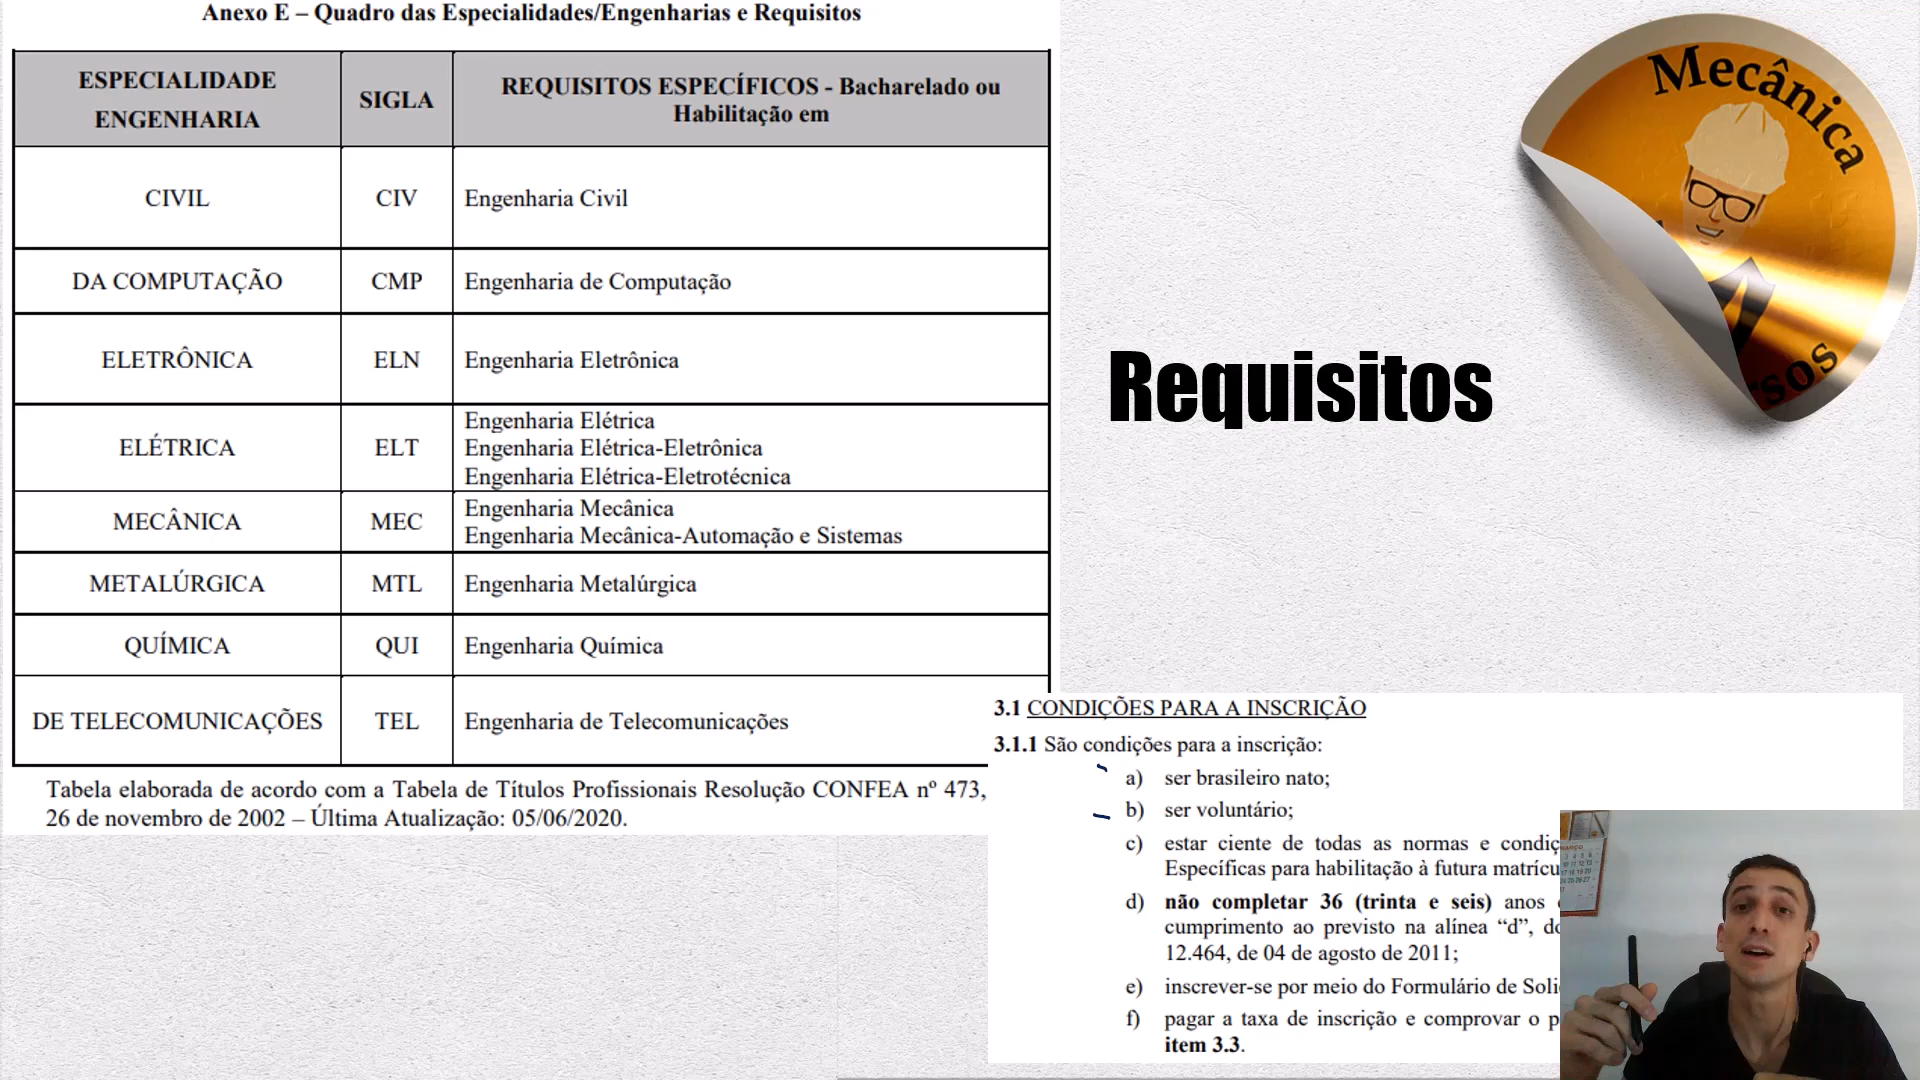 Anexo E – Quadro das Especialidades/Engenharias e Requisitos
ESPECIALIDADE
ENGENHARIA
SIGLA
REQUISITOS ESPECÍFICOS - Bacharelado ou
Habilitação em
CIVIL
CIV
Engenharia Civil
DA COMPUTAÇÃO
CMP
Engenharia de Computação
ELETRÔNICA
ELN
Engenharia Eletrônica
ELÉTRICA
ELT
Engenharia Elétrica
Engenharia Elétrica-Eletrônica
Engenharia Elétrica-Eletrotécnica
MECÂNICA
MEC
Engenharia Mecânica
Engenharia Mecânica-Automação e Sistemas
METALÚRGICA
MTL
Engenharia Metalúrgica
QUÍMICA
QUI
Engenharia Química
DE TELECOMUNICAÇÕES
TEL
Engenharia de Telecomunicações
Tabela elaborada de acordo com a Tabela de Títulos Profissionais Resolução CONFEA nº 473,
26 de novembro de 2002 – Última Atualização: 05/06/2020.
Mecânica
Requisitos
3.1 CONDIÇÕES PARA A INSCRIÇÃO
3.1.1 São condições para a inscrição:
a) ser brasileiro nato;
b) ser voluntário;
c) estar ciente de todas as normas e
Específicas para habilitação à futura
d) não completar 36 (trinta e seis) anos
cumprimento ao previsto na alínea “d”,
12.464, de 04 de agosto de 2011;
e) inscrever-se por meio do Formulário de
f) pagar a taxa de inscrição e comprovar o
item 3.3.